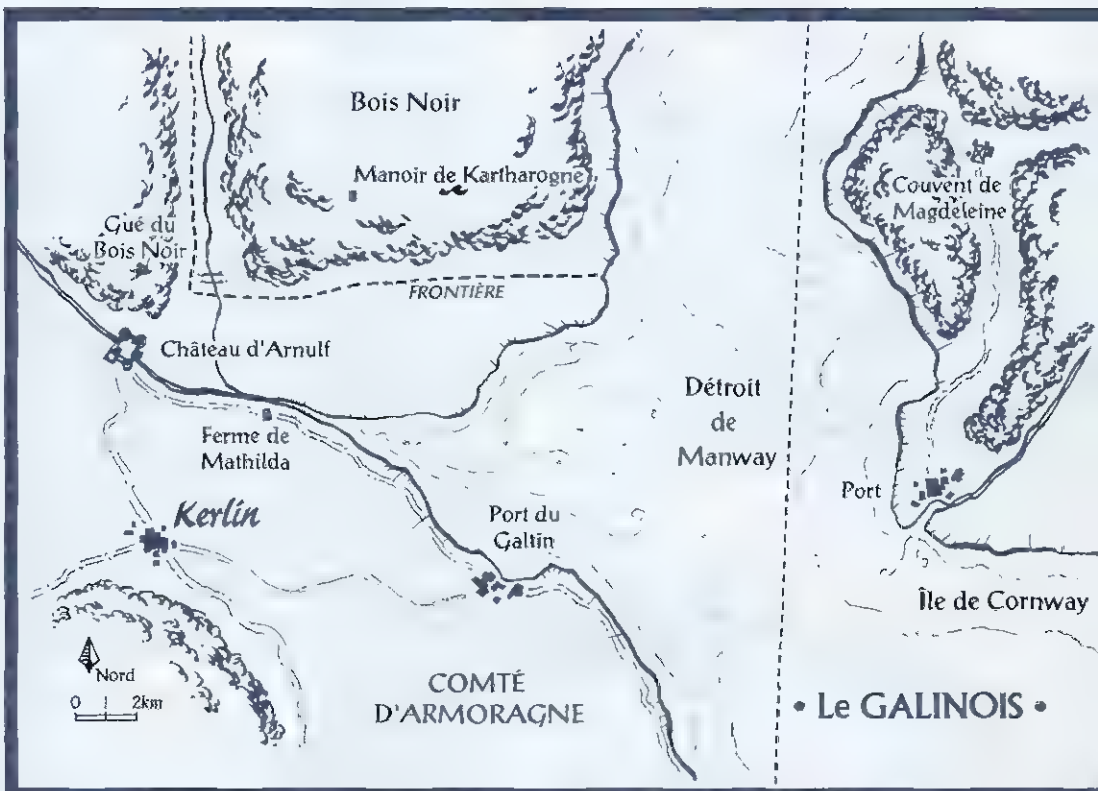 Bois Noir
Manoir de Kartharogne
Gué du
Bois Noir
FRONTIÈRE
Château d'Arnulf
Ferme de
Mathilda
Kerlin
Port du
Galtin
Détroit
de
Manway
Couvent de
Magdeleine
Port
Île de Cornway
Nord
0 2km
COMTÉ
D'ARMORAGNE
• Le GALINOIS •